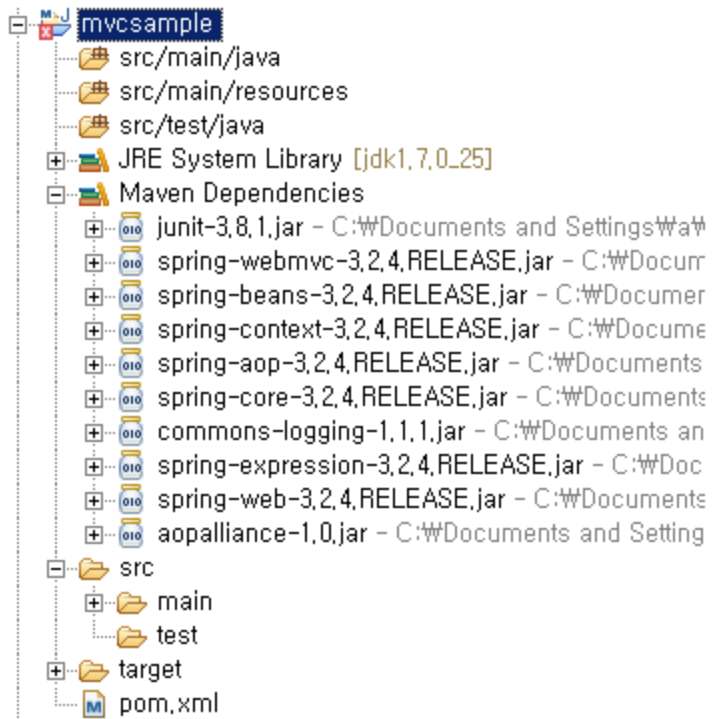 mvcsample
src/main/java
src/main/resources
src/test/java
JRE System Library [jdk1.7.0_25]
Maven Dependencies
junit-3.8.1.jar - C:₩Documents and Settings₩a₩
spring-webmvc-3.2.4.RELEASE.jar - C:₩Docum
spring-beans-3.2.4.RELEASE.jar - C:₩Documer
spring-context-3.2.4.RELEASE.jar - C:₩Docume
spring-aop-3.2.4.RELEASE.jar - C:₩Documents
spring-core-3.2.4.RELEASE.jar - C:₩Documents
commons-logging-1.1.1.jar - C:₩Documents an
spring-expression-3.2.4.RELEASE.jar - C:₩Doc
spring-web-3.2.4.RELEASE.jar - C:₩Documents
aopalliance-1.0.jar - C:₩Documents and Setting
src
main
test
target
pom.xml